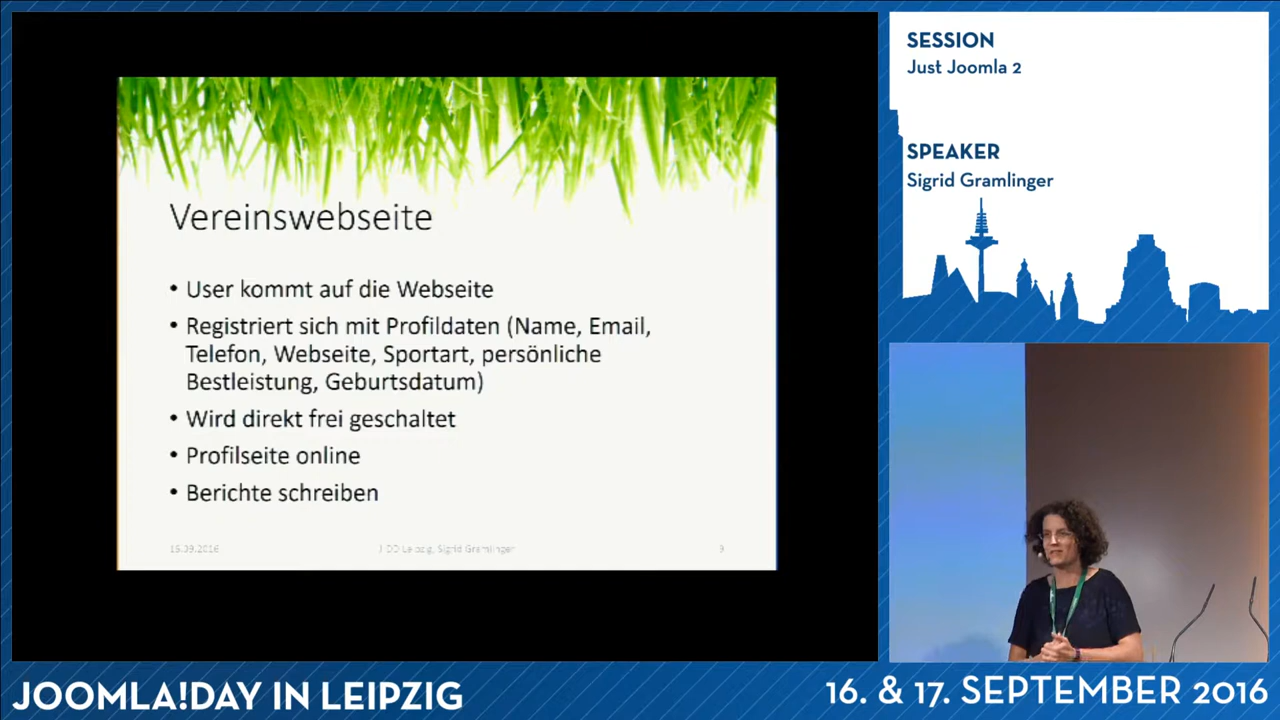 SESSION
Just Joomla 2
SPEAKER
Sigrid Gramlinger
Vereinswebseite
• User kommt auf die Webseite
• Registriert sich mit Profildaten (Name, Email,
Telefon, Webseite, Sportart, persönliche
Bestleistung, Geburtsdatum)
• Wird direkt frei geschaltet
• Profilseite online
• Berichte schreiben
15.09.2016
Leipzig, Sigrid Gramlinger
9
JOOMLA!DAY IN LEIPZIG
16. & 17. SEPTEMBER 2016